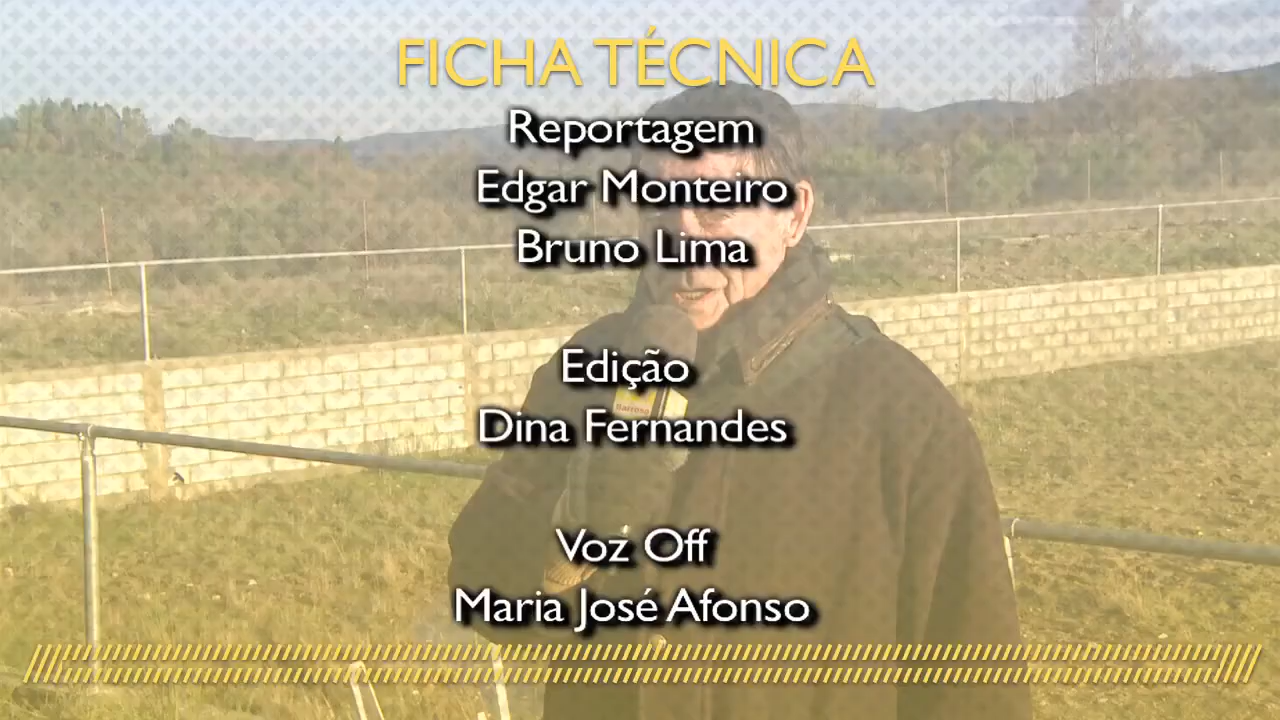 FICHA TÉCNICA
Reportagem
Edgar Monteiro
Bruno Lima
Edição
Dina Fernandes
Voz Off
Maria José Afonso